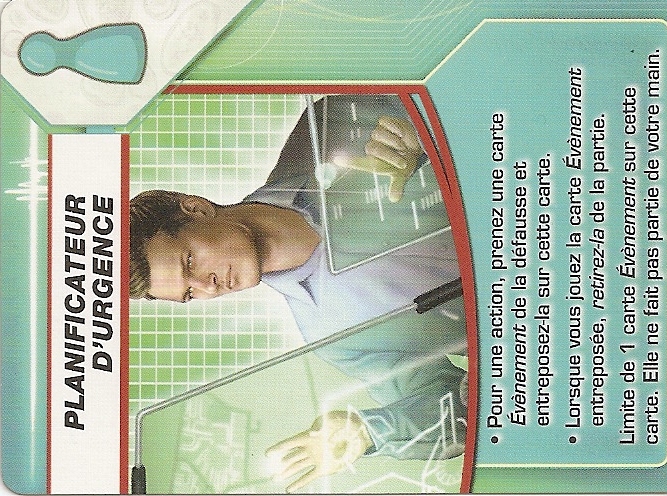 PLANIFICATEUR
D'URGENCE
• Pour une action, prenez une carte
Évènement de la défausse et
entreposez-la sur cette carte.
• Lorsque vous jouez la carte Évènement
entreposée, retirez-la de la partie.
Limite de 1 carte Évènement sur cette
carte. Elle ne fait pas partie de votre main.